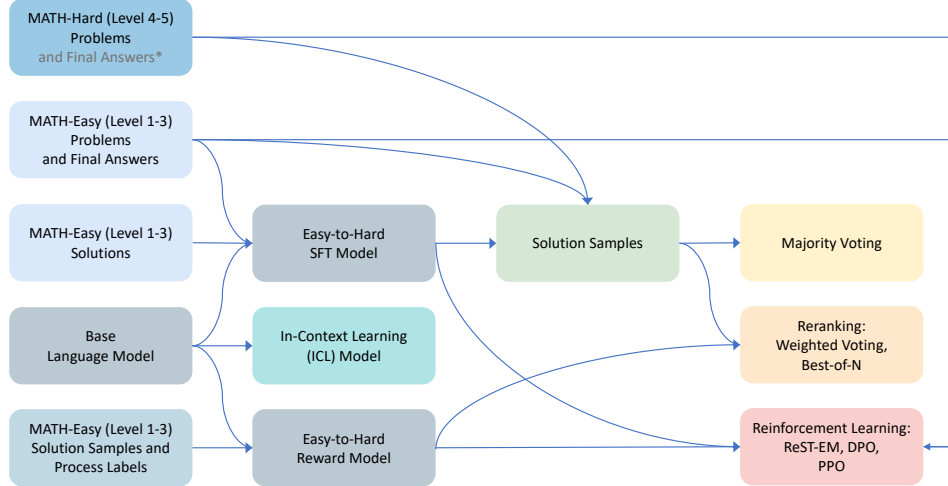 MATH-Hard (Level 4-5)
Problems
and Final Answers*
MATH-Easy (Level 1-3)
Problems
and Final Answers
MATH-Easy (Level 1-3)
Solutions
Easy-to-Hard
SFT Model
Solution Samples
Majority Voting
Base
Language Model
In-Context Learning
(ICL) Model
Reranking:
Weighted Voting,
Best-of-N
MATH-Easy (Level 1-3)
Solution Samples and
Process Labels
Easy-to-Hard
Reward Model
Reinforcement Learning:
ReST-EM, DPO,
PPO